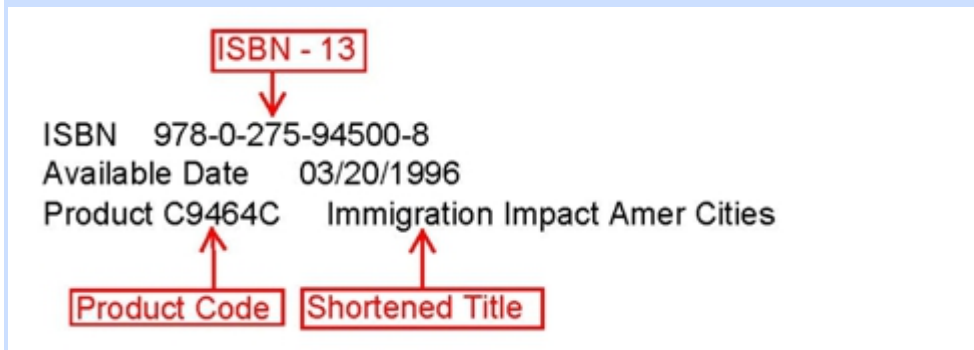 ISBN - 13
ISBN 978-0-275-94500-8
Available Date 03/20/1996
Product C9464C Immigration Impact Amer Cities
Product Code Shortened Title